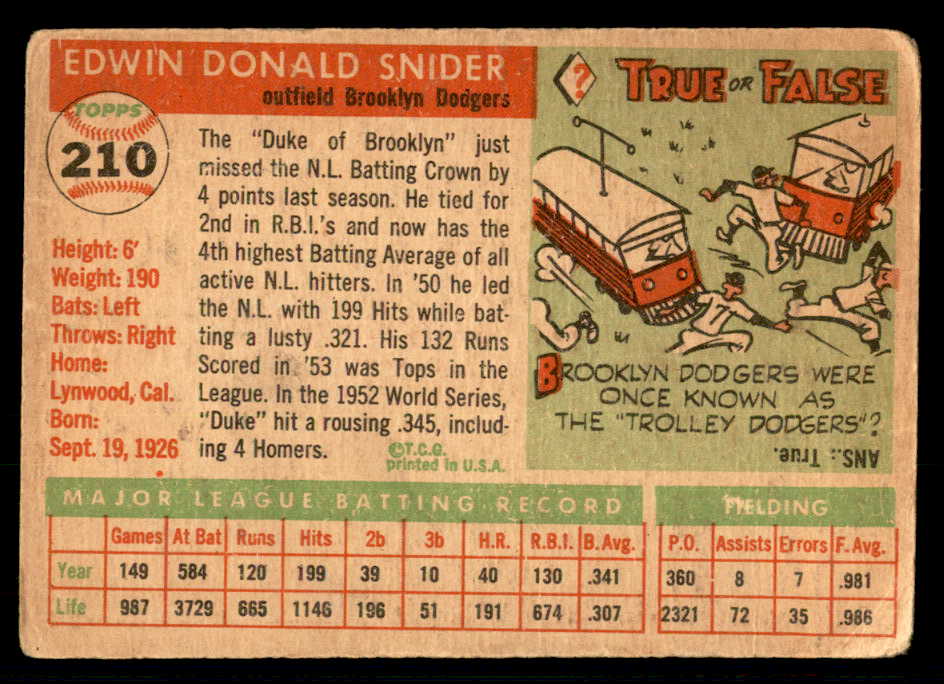 EDWIN DONALD SNIDER
outfield Brooklyn Dodgers
TOPPS
210
The "Duke of Brooklyn" just
missed the N.L. Batting Crown by
4 points last season. He tied for
2nd in R.B.I.'s and now has the
4th highest Batting Average of all
active N.L. hitters. In '50 he led
the N.L. with 199 Hits while bat-
ting a lusty .321. His 132 Runs
Scored in '53 was Tops in the
League. In the 1952 World Series,
"Duke" hit a rousing .345, includ-
ing 4 Homers.
©T.C.G.
printed in U.S.A.
Height: 6'
Weight: 190
Bats: Left
Throws: Right
Home:
Lynwood, Cal.
Born:
Sept. 19, 1926
? TRUE OR FALSE
7
BROOKLYN DODGERS WERE
ONCE KNOWN AS
THE "TROLLEY DODGERS"?
ANS.: True.
MAJOR LEAGUE BATTING RECORD
Games At Bat Runs Hits 2b 3b H.R. R.B.I. B. Avg.
Year 149 584 120 199 39 10 40 130 .341
Life 987 3729 665 1146 196 51 191 674 .307
FIELDING
P.O. Assists Errors F. Avg.
360 8 7 .981
2321 72 35 .986